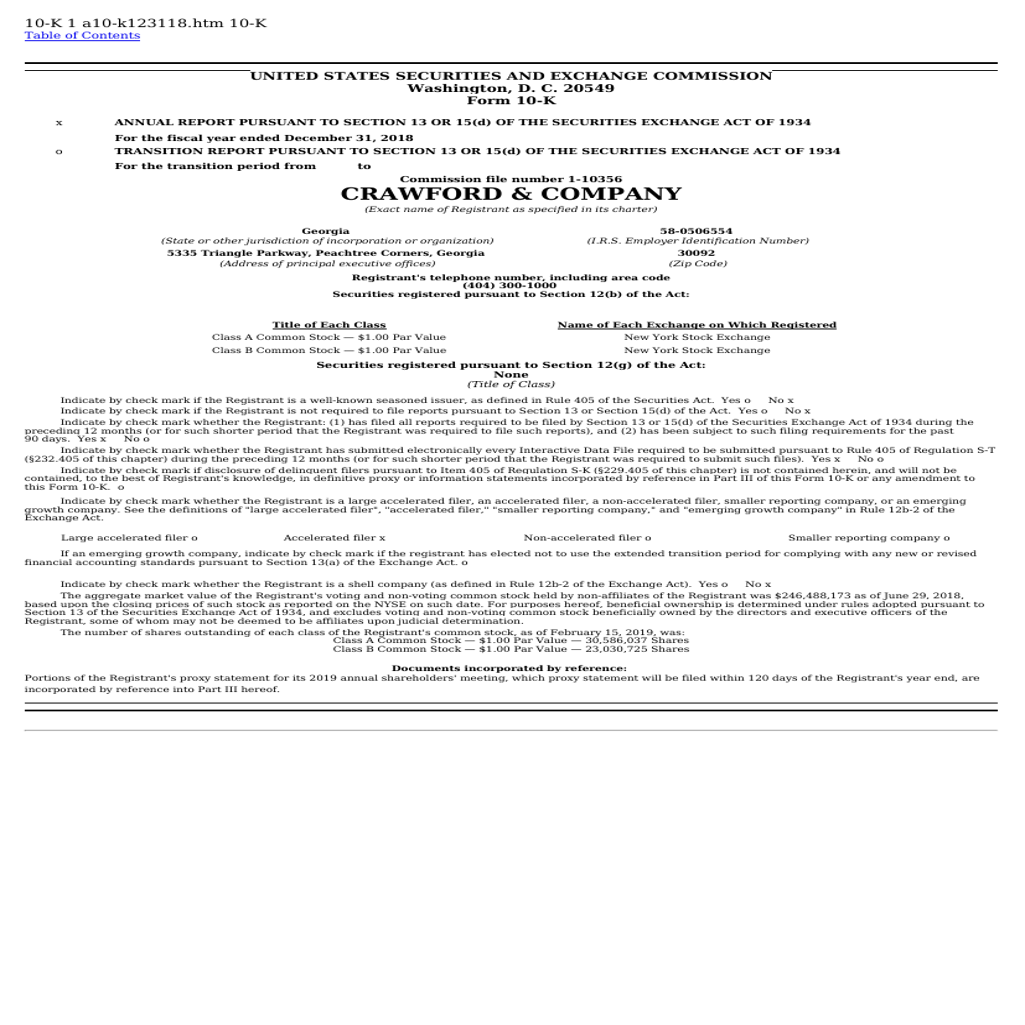 10-K 1 a10-k123118.htm 10-K
Table of Contents
UNITED STATES SECURITIES AND EXCHANGE COMMISSION
Washington, D. C. 20549
Form 10-K
x ANNUAL REPORT PURSUANT TO SECTION 13 OR 15(d) OF THE SECURITIES EXCHANGE ACT OF 1934
For the fiscal year ended December 31, 2018
o TRANSITION REPORT PURSUANT TO SECTION 13 OR 15(d) OF THE SECURITIES EXCHANGE ACT OF 1934
For the transition period from to
Commission file number 1-10356
CRAWFORD & COMPANY
(Exact name of Registrant as specified in its charter)
Georgia 58-0506554
(State or other jurisdiction of incorporation or organization) (I.R.S. Employer Identification Number)
5335 Triangle Parkway, Peachtree Corners, Georgia 30092
(Address of principal executive offices) (Zip Code)
Registrant's telephone number, including area code
(404) 300-1000
Securities registered pursuant to Section 12(b) of the Act:
Title of Each Class Name of Each Exchange on Which Registered
Class A Common Stock — $1.00 Par Value New York Stock Exchange
Class B Common Stock — $1.00 Par Value New York Stock Exchange
Securities registered pursuant to Section 12(g) of the Act:
None
(Title of Class)
Indicate by check mark if the Registrant is a well-known seasoned issuer, as defined in Rule 405 of the Securities Act. Yes o No x
Indicate by check mark if the Registrant is not required to file reports pursuant to Section 13 or Section 15(d) of the Act. Yes o No x
Indicate by check mark whether the Registrant: (1) has filed all reports required to be filed by Section 13 or 15(d) of the Securities Exchange Act of 1934 during the
preceding 12 months (or for such shorter period that the Registrant was required to file such reports), and (2) has been subject to such filing requirements for the past
90 days. Yes x No o
Indicate by check mark whether the Registrant has submitted electronically every Interactive Data File required to be submitted pursuant to Rule 405 of Regulation S-T
(§232.405 of this chapter) during the preceding 12 months (or for such shorter period that the Registrant was required to submit such files). Yes x No o
Indicate by check mark if disclosure of delinquent filers pursuant to Item 405 of Regulation S-K (§229.405 of this chapter) is not contained herein, and will not be
contained, to the best of Registrant's knowledge, in definitive proxy or information statements incorporated by reference in Part III of this Form 10-K or any amendment to
this Form 10-K. o
Indicate by check mark whether the Registrant is a large accelerated filer, an accelerated filer, a non-accelerated filer, smaller reporting company, or an emerging
growth company. See the definitions of "large accelerated filer", "accelerated filer," "smaller reporting company," and "emerging growth company" in Rule 12b-2 of the
Exchange Act.
Large accelerated filer o Accelerated filer x Non-accelerated filer o Smaller reporting company o
If an emerging growth company, indicate by check mark if the registrant has elected not to use the extended transition period for complying with any new or revised
financial accounting standards pursuant to Section 13(a) of the Exchange Act. o
Indicate by check mark whether the Registrant is a shell company (as defined in Rule 12b-2 of the Exchange Act). Yes o No x
The aggregate market value of the Registrant's voting and non-voting common stock held by non-affiliates of the Registrant was $246,488,173 as of June 29, 2018,
based upon the closing prices of such stock as reported on the NYSE on such date. For purposes hereof, beneficial ownership is determined under rules adopted pursuant to
Section 13 of the Securities Exchange Act of 1934, and excludes voting and non-voting common stock beneficially owned by the directors and executive officers of the
Registrant, some of whom may not be deemed to be affiliates upon judicial determination.
The number of shares outstanding of each class of the Registrant's common stock, as of February 15, 2019, was:
Class A Common Stock — $1.00 Par Value — 30,586,037 Shares
Class B Common Stock — $1.00 Par Value — 23,030,725 Shares
Documents incorporated by reference:
Portions of the Registrant's proxy statement for its 2019 annual shareholders' meeting, which proxy statement will be filed within 120 days of the Registrant's year end, are
incorporated by reference into Part III hereof.